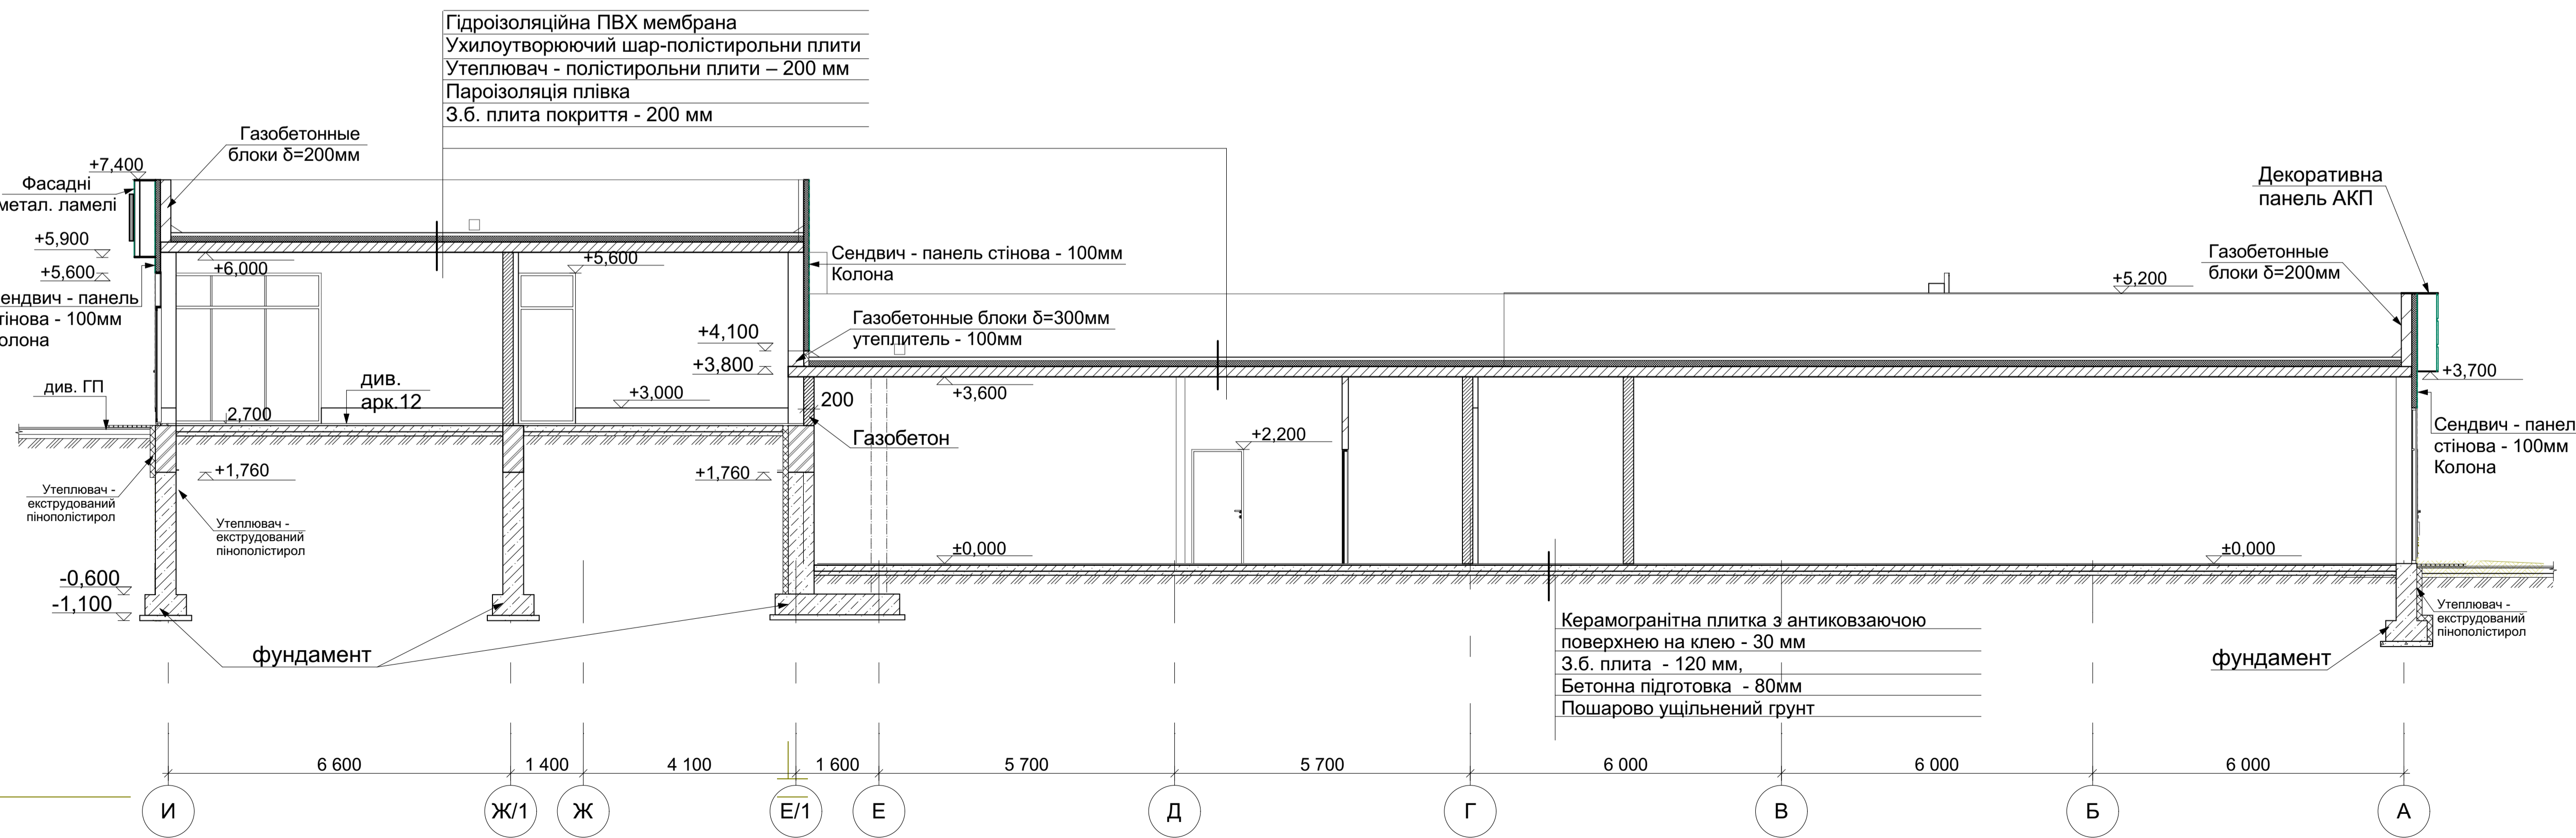 Гідроізоляційна ПВХ мембрана
Ухилоутворюючий шар-полістирольни плити
Утеплювач - полістирольни плити – 200 мм
Пароізоляція плівка
З.б. плита покриття - 200 мм
Газобетонные
блоки δ=200мм
+7,400
Фасадні
метал. ламелі
+5,900
+5,600
ендвич - панель
тінова - 100мм
олона
+6,000
+5,600
Сендвич - панель стінова - 100мм
Колона
Газобетонные блоки δ=300мм
утеплитель - 100мм
+4,100
+3,800
+3,600
+5,200
Декоративна
панель АКП
Газобетонные
блоки δ=200мм
+3,700
Сендвич - панел
стінова - 100мм
Колона
див. ГП
див.
арк.12
2,700
+3,000
200
Газобетон
+2,200
+1,760
+1,760
Утеплювач -
екструдований
пінополістирол
Утеплювач -
екструдований
пінополістирол
±0,000
±0,000
-0,600
-1,100
фундамент
Керамогранітна плитка з антиковзаючою
поверхнею на клею - 30 мм
З.б. плита - 120 мм,
Бетонна підготовка - 80мм
Пошарово ущільнений грунт
Утеплювач -
екструдований
пінополістирол
фундамент
6 600
1 400
4 100
1 600
5 700
5 700
6 000
6 000
6 000
И
Ж/1
Ж
Е/1
Е
Д
Г
В
Б
А